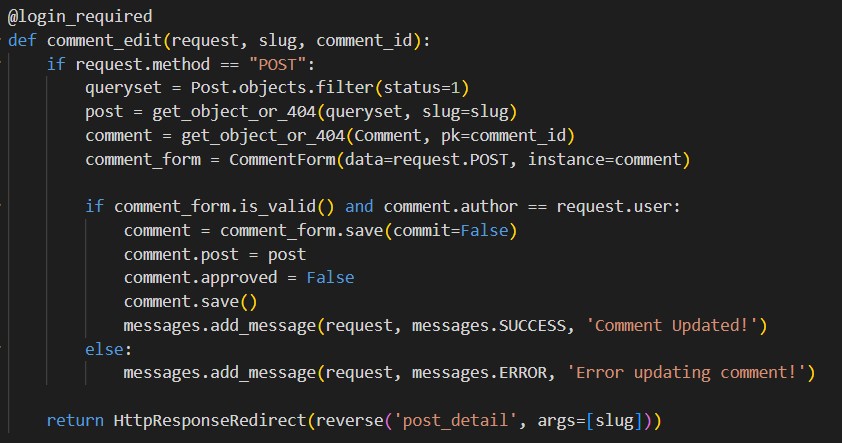 @login_required
def comment_edit(request, slug, comment_id):
    if request.method == "POST":
        queryset = Post.objects.filter(status=1)
        post = get_object_or_404(queryset, slug=slug)
        comment = get_object_or_404(Comment, pk=comment_id)
        comment_form = CommentForm(data=request.POST, instance=comment)

        if comment_form.is_valid() and comment.author == request.user:
            comment = comment_form.save(commit=False)
            comment.post = post
            comment.approved = False
            comment.save()
            messages.add_message(request, messages.SUCCESS, 'Comment Updated!')
        else:
            messages.add_message(request, messages.ERROR, 'Error updating comment!')

    return HttpResponseRedirect(reverse('post_detail', args=[slug]))